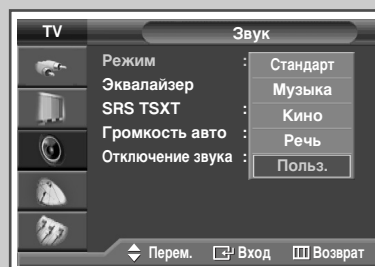 TV Звук
Режим : Стандарт
Эквалайзер Музыка
SRS TSXT : Кино
Громкость авто : Речь
Отключение звука : Польз.
Перем. Вход Возврат